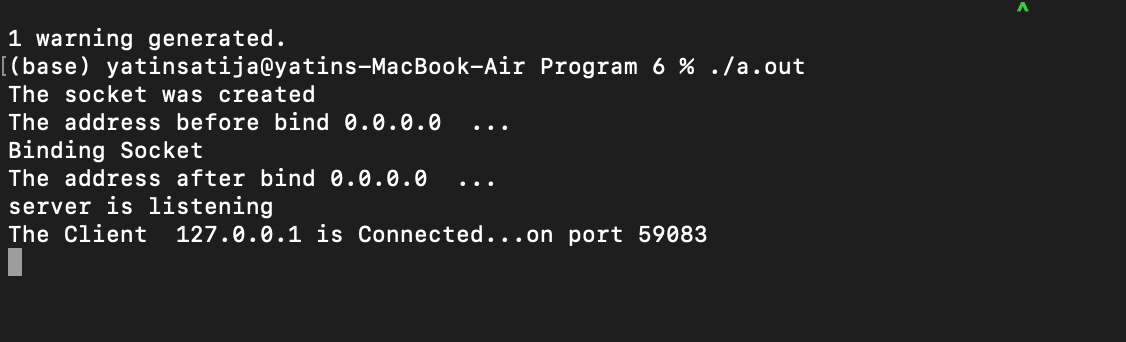 ^
1 warning generated.
[(base) yatinsatija@yatins-MacBook-Air Program 6 % ./a.out
The socket was created
The address before bind 0.0.0.0  ...
Binding Socket
The address after bind 0.0.0.0  ...
server is listening
The Client  127.0.0.1 is Connected...on port 59083